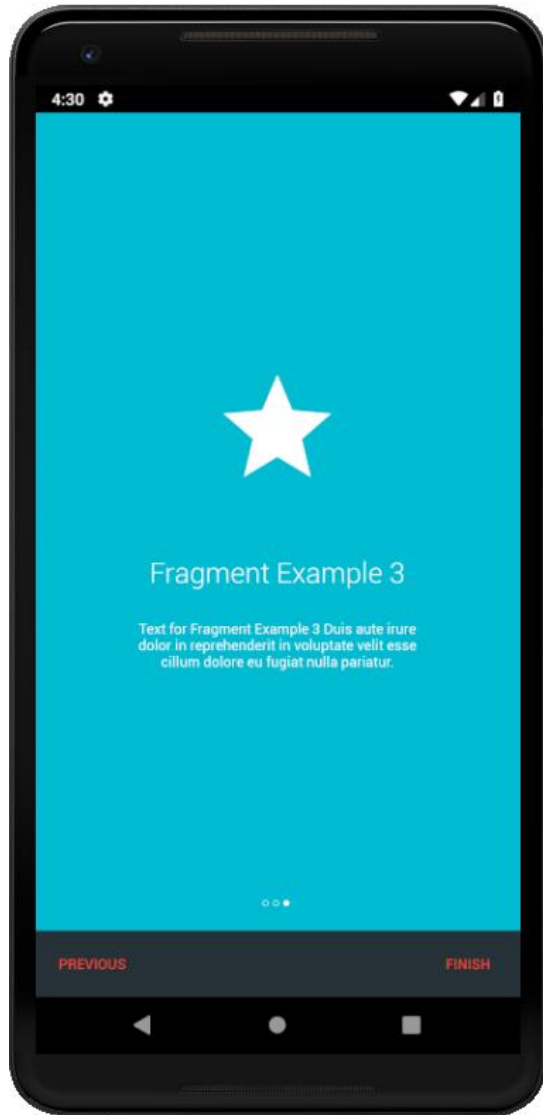 4:30
Fragment Example 3
Text for Fragment Example 3 Duis aute irure
dolor in reprehenderit in voluptate velit esse
cillum dolore eu fugiat nulla pariatur.
PREVIOUS
FINISH